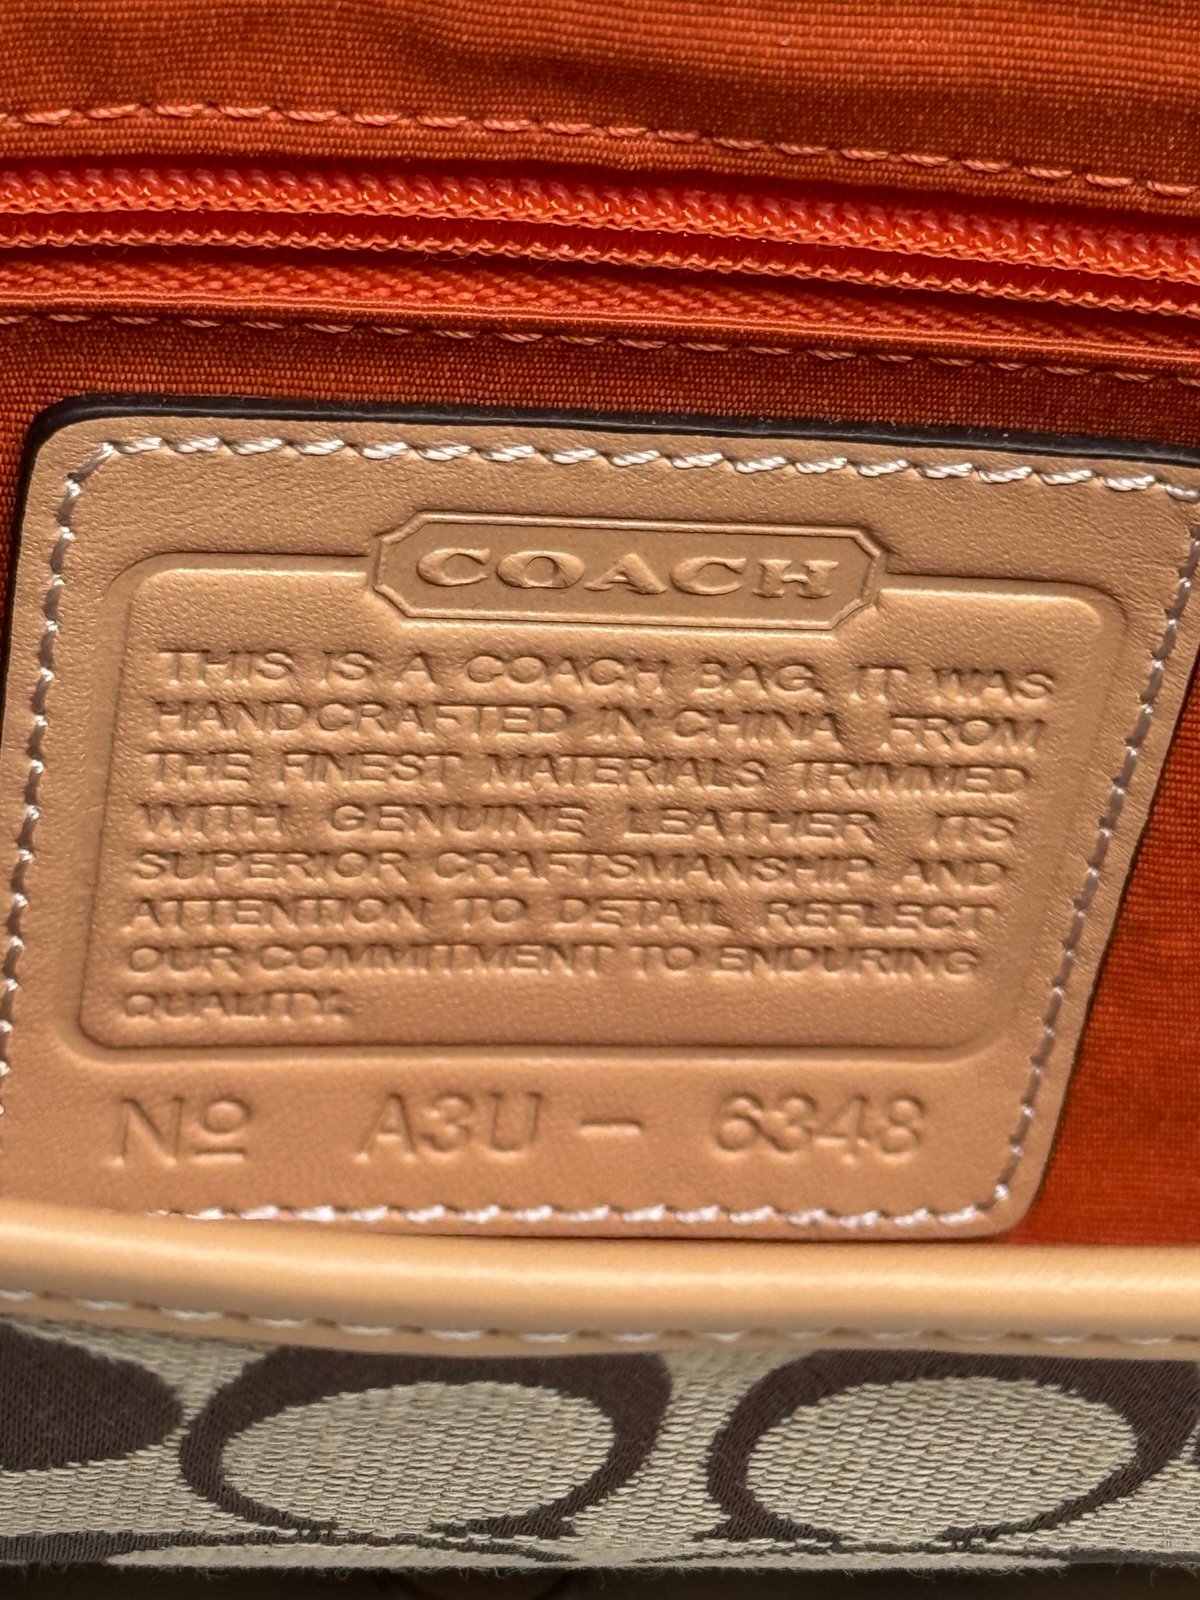 COACH
THIS IS A COACH BAG. IT WAS
HANDCRAFTED IN CHINA FROM
THE FINEST MATERIALS TRIMMED
WITH GENUINE LEATHER ITS
SUPERIOR CRAFTSMANSHIP AND
ATTENTION TO DETAIL REFLECT
OUR COMMITMENT TO ENDURING
QUALITY.
Nº A3U - 6348